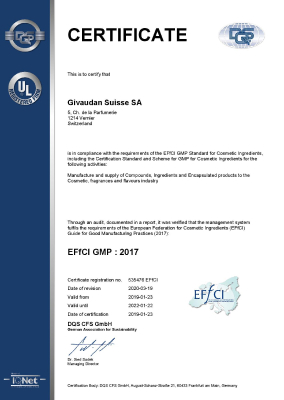 CERTIFICATE
DQS
UL
REGISTERED FIRM
This is to certify that
Givaudan Suisse SA
5, Ch. de la Parfumerie
1214 Vernier
Switzerland
is in compliance with the requirements of the EFfCI GMP Standard for Cosmetic Ingredients,
including the Certification Standard and Scheme for GMP for Cosmetic Ingredients for the
following activities:
Manufacture and supply of Compounds, Ingredients and Encapsulated products to the
Cosmetic, fragrances and flavours industry
Through an audit, documented in a report, it was verified that the management system
fulfills the requirements of the European Federation for Cosmetic Ingredients (EFfCI)
Guide for Good Manufacturing Practices (2017):
EFfCI GMP : 2017
Certificate registration no. 535476 EFfCI
Date of revision 2020-03-19
Valid from 2019-01-23
Valid until 2022-01-22
Date of certification 2019-01-23
EFfCI
DQS CFS GmbH
German Association for Sustainability
Managing Director
IQNet
Certification Body: DQS CFS GmbH, August-Schanz-Straße 21, 60433 Frankfurt am Main, Germany